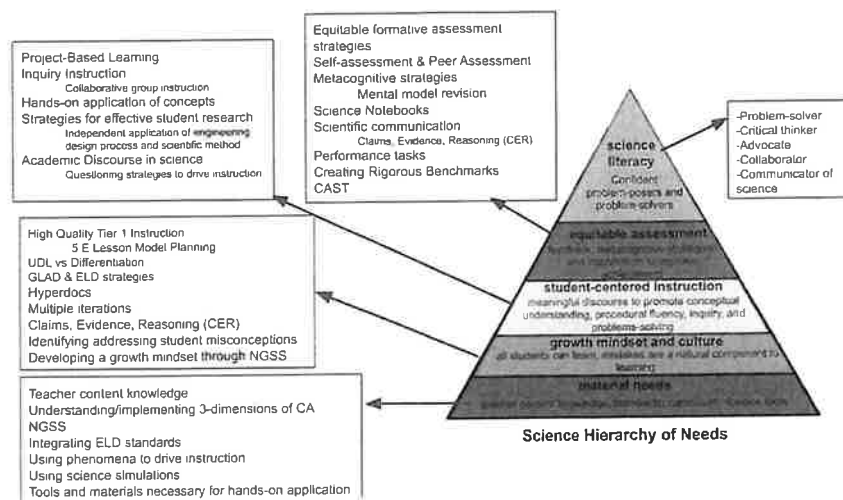 Project-Based Learning
Inquiry Instruction
Collaborative group instruction
Hands-on application of concepts
Strategies for effective student research
Independent application of engineering
design process and scientific method
Academic Discourse in science
Questioning strategies to drive instruction
Equitable formative assessment
strategies
Self-assessment & Peer Assessment
Metacognitive strategies
Mental model revision
Science Notebooks
Scientific communication
Claims, Evidence, Reasoning (CER)
Performance tasks
Creating Rigorous Benchmarks
CAST
-Problem-solver
-Critical thinker
-Advocate
-Collaborator
-Communicator of
science
High Quality Tier 1 Instruction
5 E Lesson Model Planning
UDL vs Differentiation
GLAD & ELD strategies
Hyperdocs
Multiple iterations
Claims, Evidence, Reasoning (CER)
Identifying addressing student misconceptions
Developing a growth mindset through NGSS
Teacher content knowledge
Understanding/implementing 3-dimensions of CA
NGSS
Integrating ELD standards
Using phenomena to drive instruction
Using science simulations
Tools and materials necessary for hands-on application
science
literacy
Confident
problem-posers and
problem-solvers
equitable assessment
student-centered instruction
meaningful discourse to promote conceptual
understanding, procedural fluency, inquiry, and
problems-solving
growth mindset and culture
all students can learn, mistakes are a natural component to
learning
material needs
Science Hierarchy of Needs